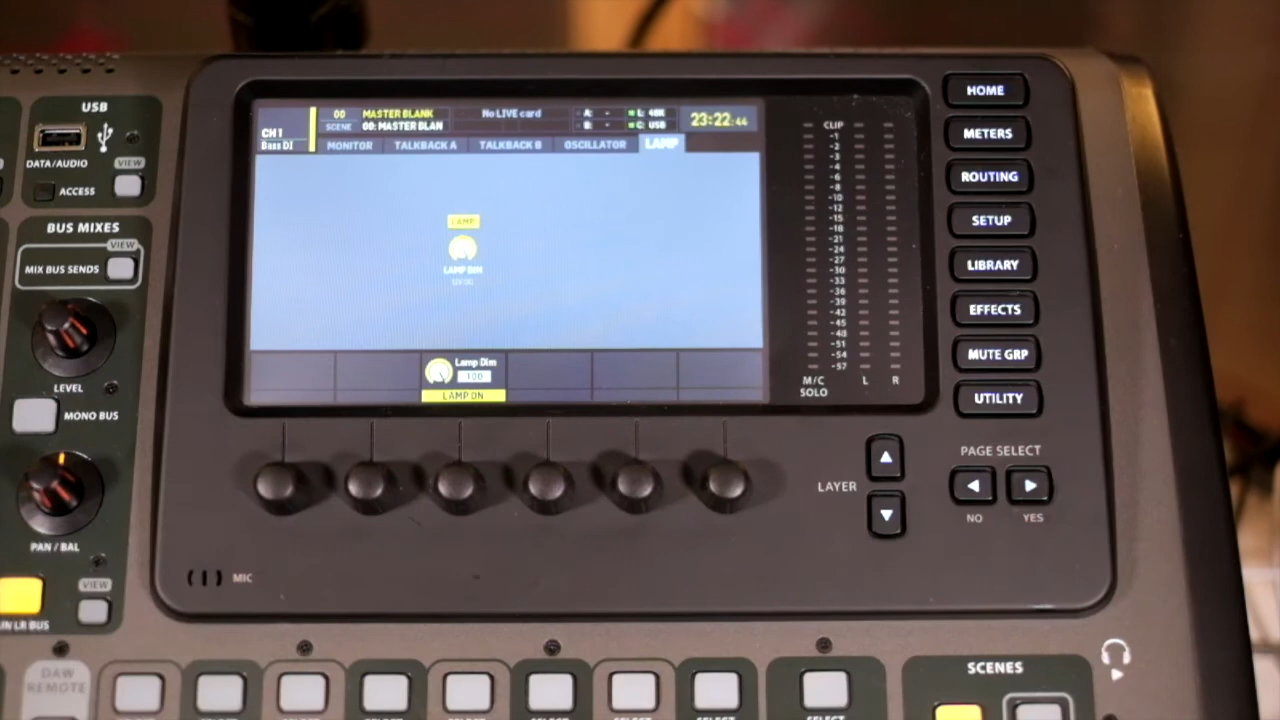 USB
DATA/AUDIO
VIEW
ACCESS
BUS MIXES
VIEW
MIX BUS SENDS
LEVEL
MONO BUS
PAN / BAL
VIEW
LR BUS
DAW
REMOTE
CH1
Bass DI
00 MASTER BLANK
SCENE 00: MASTER BLAN
No LIVE card
A: -
B: -
L: 48K
C: USB
23:22:44
MONITOR TALKBACK A TALKBACK B OSCILLATOR LAMP
LAMP
LAMP DIM
Lamp Dim
100
LAMP ON
CLIP
-1
-2
-3
-4
-6
-8
-10
-12
-15
-18
-21
-24
-27
-30
-33
-36
-39
-42
-45
-48
-51
-54
-57
M/C
SOLO
L R
HOME
METERS
ROUTING
SETUP
LIBRARY
EFFECTS
MUTE GRP
UTILITY
LAYER
PAGE SELECT
NO YES
MIC
SELECT
SCENES